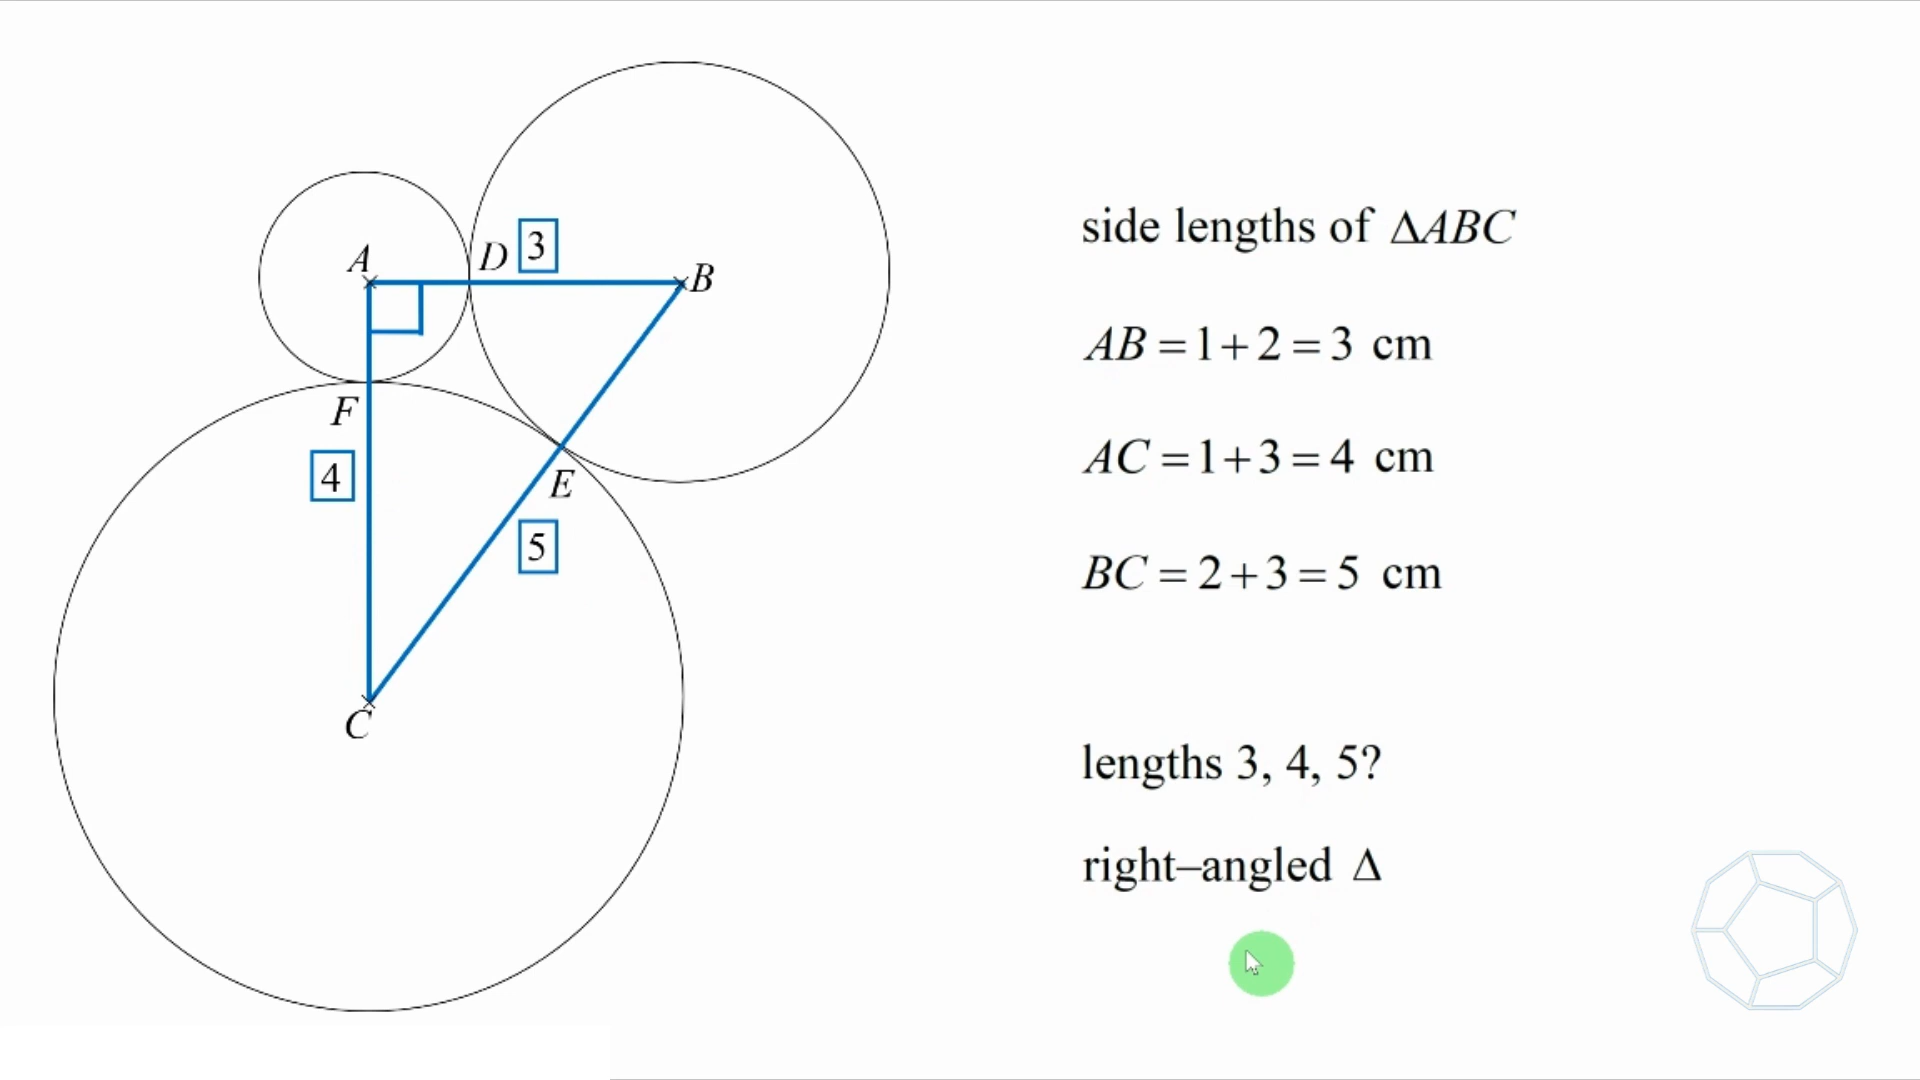 A
D
3
B
F
4
E
5
C
side lengths of ΔABC
AB = 1 + 2 = 3 cm
AC = 1 + 3 = 4 cm
BC = 2 + 3 = 5 cm
lengths 3, 4, 5?
right–angled Δ